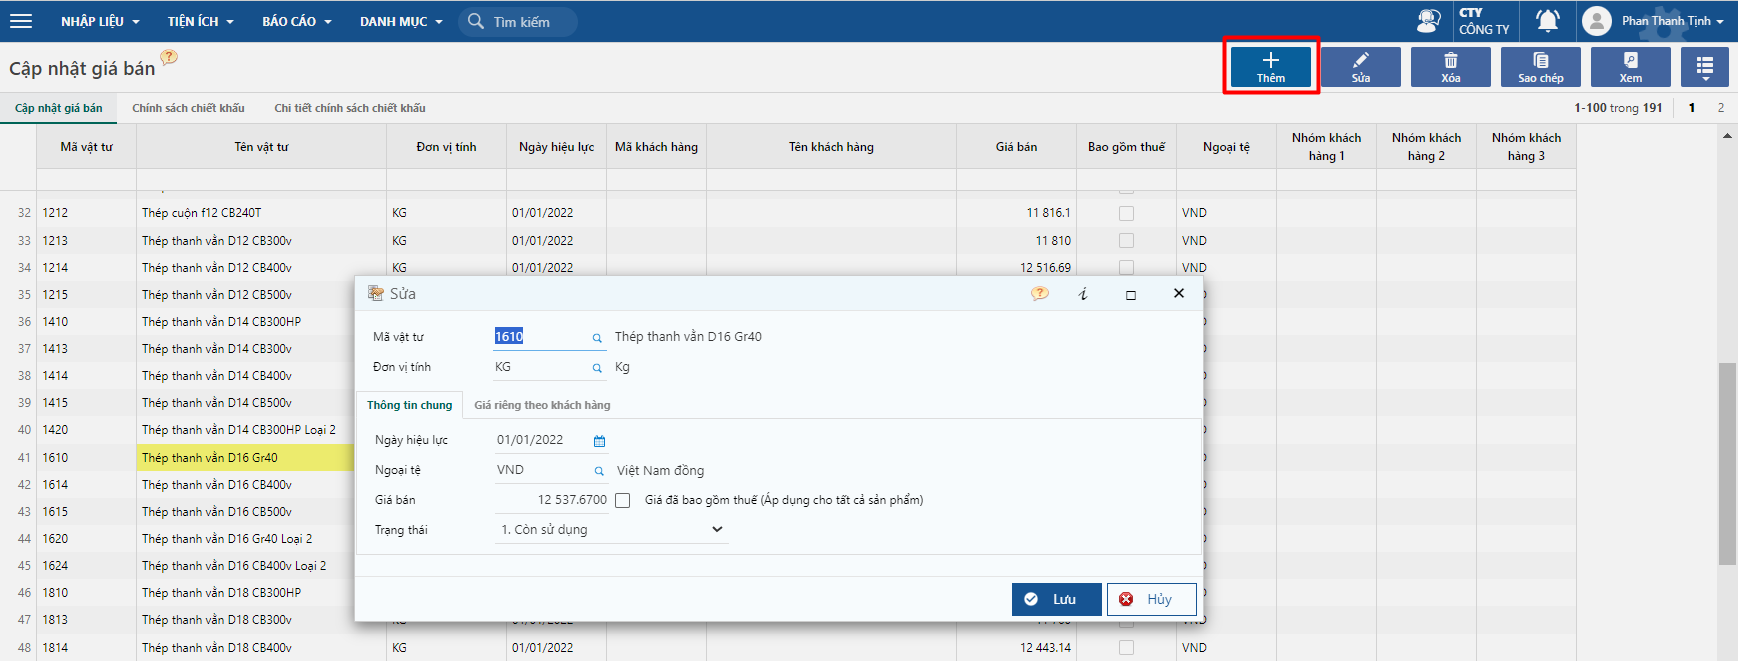 NHẬP LIỆU TIỆN ÍCH BÁO CÁO DANH MỤC Tìm kiếm CTY CÔNG TY Phan Thanh Tịnh
Cập nhật giá bán ? Thêm Sửa Xóa Sao chép Xem
Cập nhật giá bán Chính sách chiết khấu Chi tiết chính sách chiết khấu 1-100 trong 191 1 2
Mã vật tư Tên vật tư Đơn vị tính Ngày hiệu lực Mã khách hàng Tên khách hàng Giá bán Bao gồm thuế Ngoại tệ Nhóm khách hàng 1 Nhóm khách hàng 2 Nhóm khách hàng 3
32 1212 Thép cuộn f12 CB240T KG 01/01/2022 11 816.1 VND
33 1213 Thép thanh vằn D12 CB300v KG 01/01/2022 11 810 VND
34 1214 Thép thanh vằn D12 CB400v KG 01/01/2022 12 516.69 VND
35 1215 Thép thanh vằn D12 CB500v
36 1410 Thép thanh vằn D14 CB300HP
37 1413 Thép thanh vằn D14 CB300v
38 1414 Thép thanh vằn D14 CB400v
39 1415 Thép thanh vằn D14 CB500v
40 1420 Thép thanh vằn D14 CB300HP Loại 2
41 1610 Thép thanh vằn D16 Gr40
42 1614 Thép thanh vằn D16 CB400v
43 1615 Thép thanh vằn D16 CB500v
44 1620 Thép thanh vằn D16 Gr40 Loại 2
45 1624 Thép thanh vằn D16 CB400v Loại 2
46 1810 Thép thanh vằn D18 CB300HP
47 1813 Thép thanh vằn D18 CB300v KG 01/01/2022 VND
48 1814 Thép thanh vằn D18 CB400v KG 01/01/2022 12 443.14 VND
Sửa ? i
Mã vật tư 1610 Thép thanh vằn D16 Gr40
Đơn vị tính KG Kg
Thông tin chung Giá riêng theo khách hàng
Ngày hiệu lực 01/01/2022
Ngoại tệ VND Việt Nam đồng
Giá bán 12 537.6700 Giá đã bao gồm thuế (Áp dụng cho tất cả sản phẩm)
Trạng thái 1. Còn sử dụng
Lưu Hủy